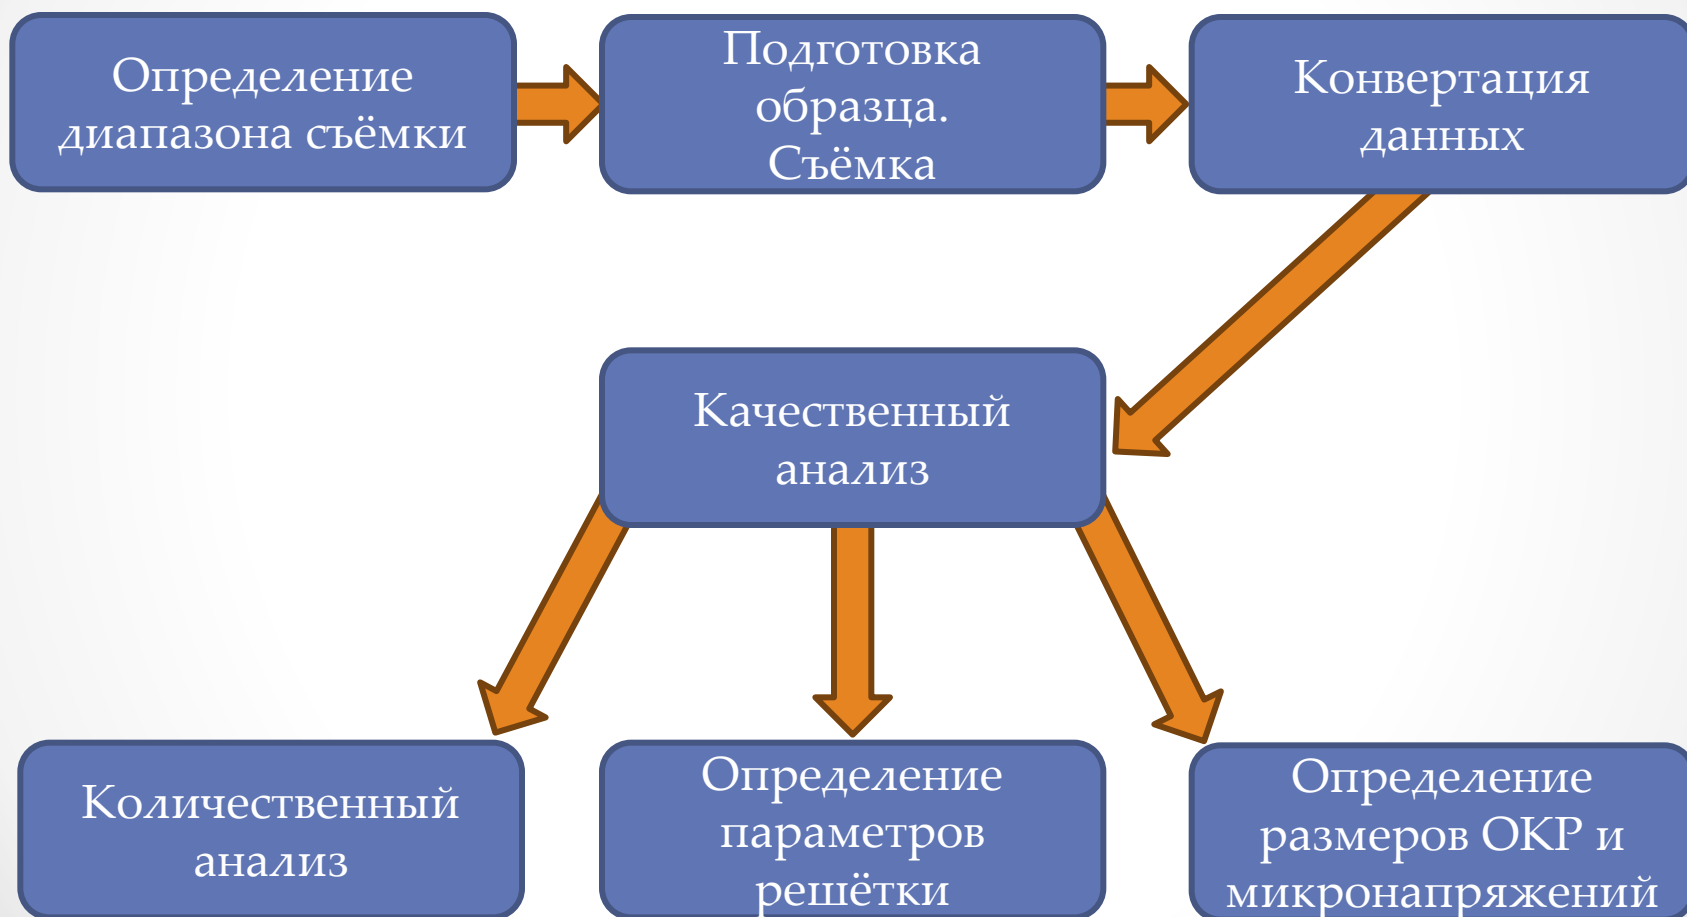 Определение
диапазона съёмки
Подготовка
образца.
Съёмка
Конвертация
данных
Качественный
анализ
Количественный
анализ
Определение
параметров
решётки
Определение
размеров ОКР и
микронапряжений